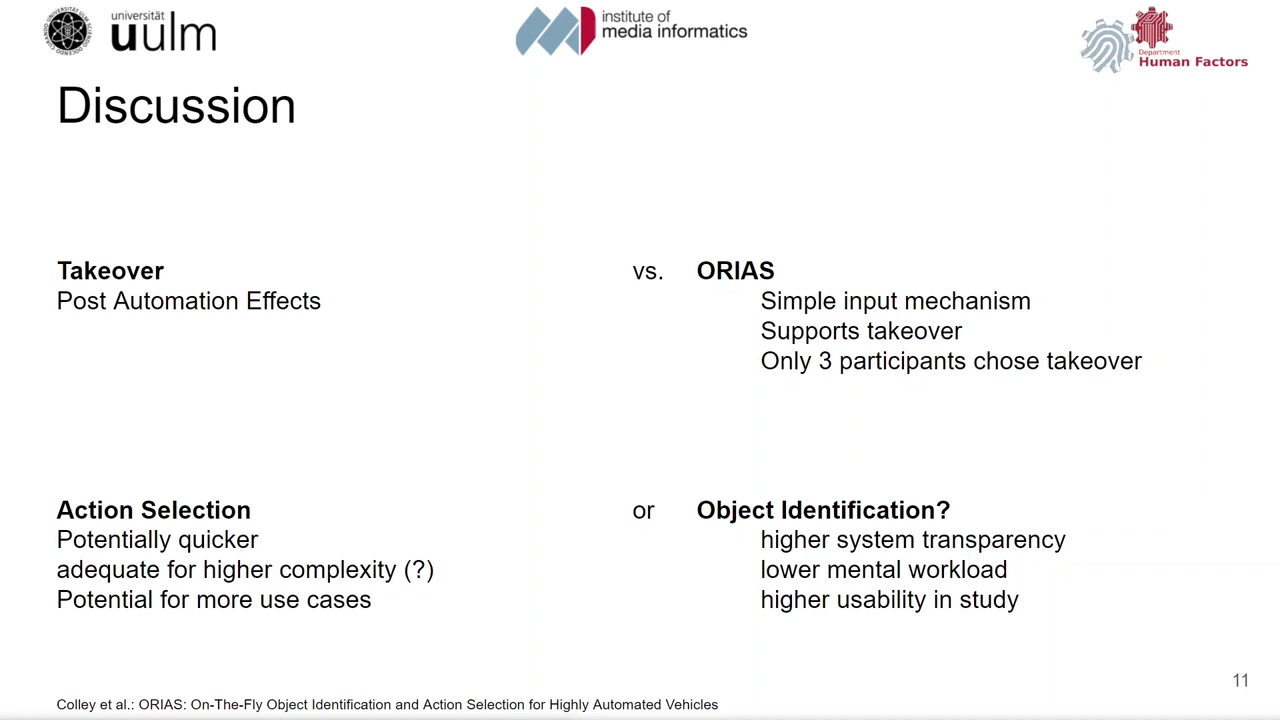 universität
uulm
institute of
media informatics
Department
Human Factors
Discussion
Takeover
Post Automation Effects
vs.
ORIAS
Simple input mechanism
Supports takeover
Only 3 participants chose takeover
Action Selection
Potentially quicker
adequate for higher complexity (?)
Potential for more use cases
or
Object Identification?
higher system transparency
lower mental workload
higher usability in study
11
Colley et al.: ORIAS: On-The-Fly Object Identification and Action Selection for Highly Automated Vehicles